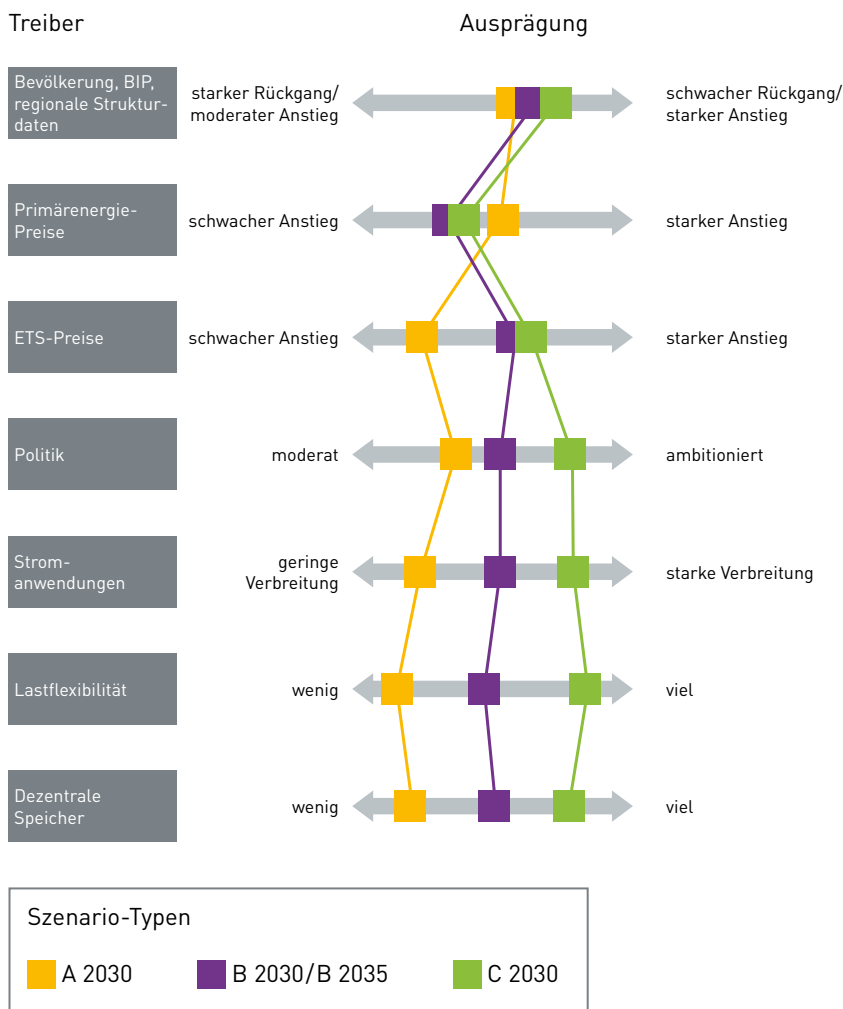 Treiber
Ausprägung
Bevölkerung, BIP,
regionale Struktur-
daten
starker Rückgang/
moderater Anstieg
schwacher Rückgang/
starker Anstieg
Primärenergie-
Preise
schwacher Anstieg
starker Anstieg
ETS-Preise
schwacher Anstieg
starker Anstieg
Politik
moderat
ambitioniert
Strom-
anwendungen
geringe
Verbreitung
starke Verbreitung
Lastflexibilität
wenig
viel
Dezentrale
Speicher
wenig
viel
Szenario-Typen
A 2030
B 2030/B 2035
C 2030